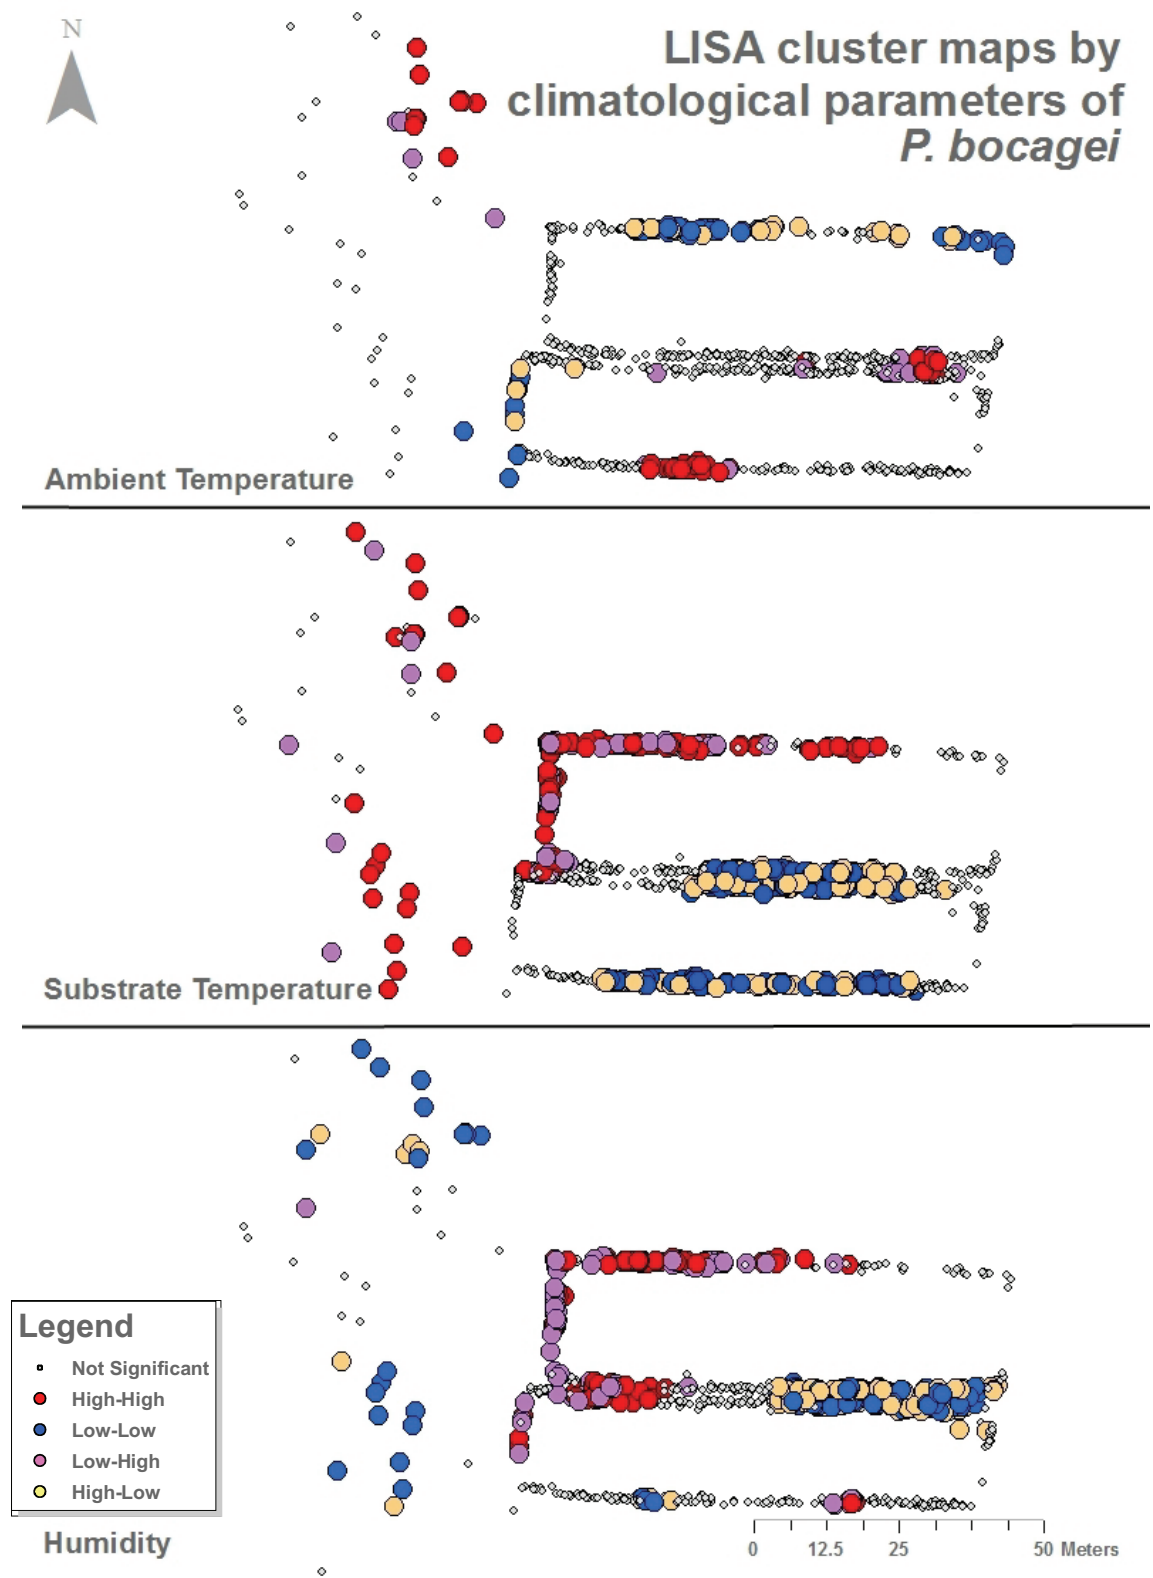 N
LISA cluster maps by
climatological parameters of
P. bocagei
Ambient Temperature
Substrate Temperature
Legend
Not Significant
High-High
Low-Low
Low-High
High-Low
Humidity
0 12.5 25 50 Meters